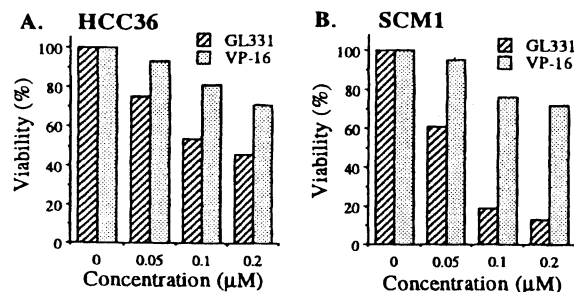 A. HCC36
GL331
VP-16
Viability (%)
100
80
60
40
20
0
0 0.05 0.1 0.2
Concentration (μM)
B. SCM1
GL331
VP-16
Viability (%)
100
80
60
40
20
0
0 0.05 0.1 0.2
Concentration (μM)